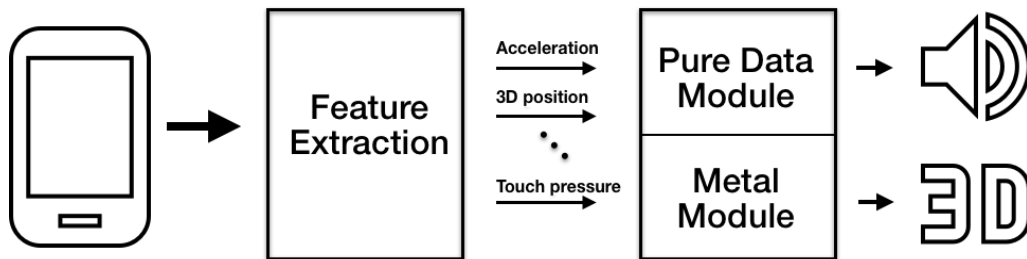 Feature
Extraction
Acceleration
3D position
Touch pressure
Pure Data
Module
Metal
Module
3D